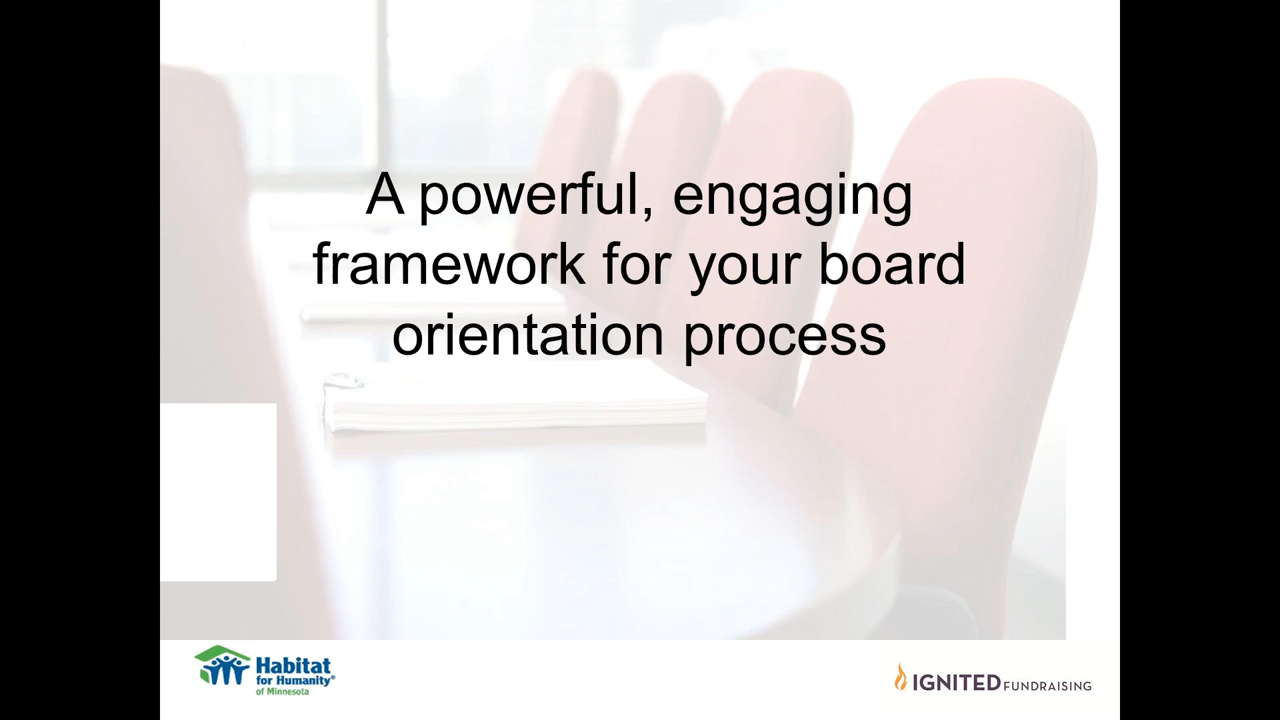 A powerful, engaging
framework for your board
orientation process
Habitat
for Humanity®
of Minnesota
IGNITED FUNDRAISING